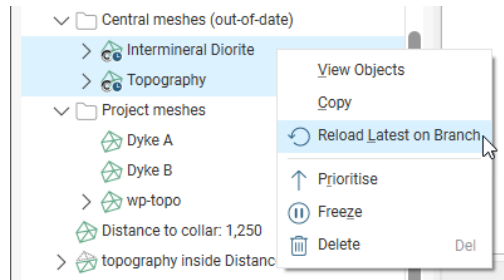 Central meshes (out-of-date)
Intermineral Diorite
Topography
Project meshes
Dyke A
Dyke B
wp-topo
Distance to collar: 1,250
topography inside Distanc
View Objects
Copy
Reload Latest on Branch
Prioritise
Freeze
Delete Del